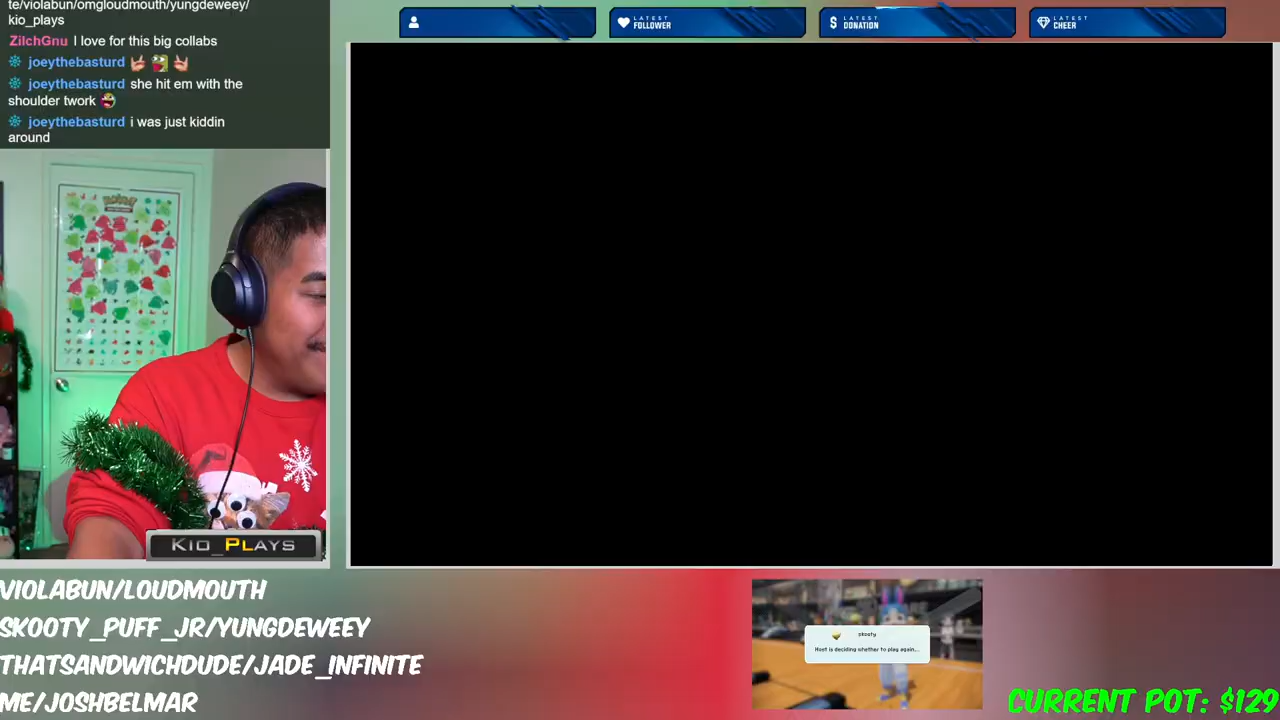 te/violabun/omgloudmouth/yungdeweey/
kio_plays
ZilchGnu I love for this big collabs
joeythebasturd
joeythebasturd she hit em with the
shoulder twork
joeythebasturd i was just kiddin
around
LATEST
FOLLOWER
LATEST
DONATION
LATEST
CHEER
KIO_PLAYS
VIOLABUN/LOUDMOUTH
SKOOTY_PUFF_JR/YUNGDEWEEY
THATSANDWICHDUDE/JADE_INFINITE
ME/JOSHBELMAR
skooty
Host is deciding whether to play again...
CURRENT POT: $129